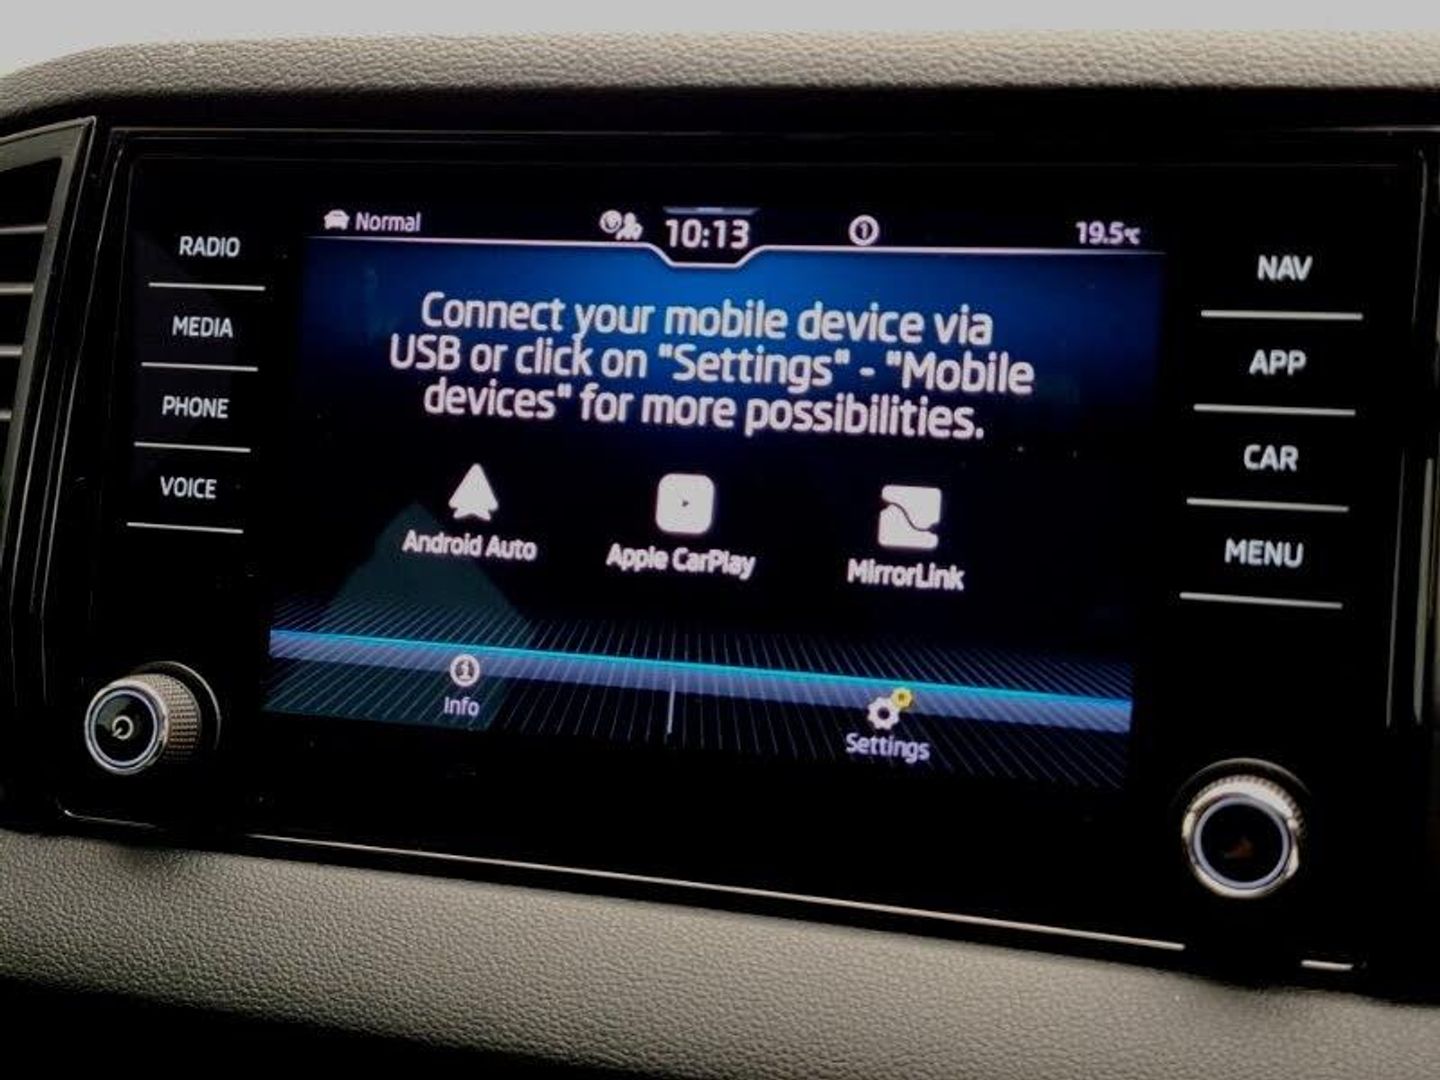 Normal
10:13
1
19.5°C
RADIO
MEDIA
PHONE
VOICE
Connect your mobile device via
USB or click on "Settings" - "Mobile
devices" for more possibilities.
Android Auto
Apple CarPlay
MirrorLink
i
Info
Settings
NAV
APP
CAR
MENU